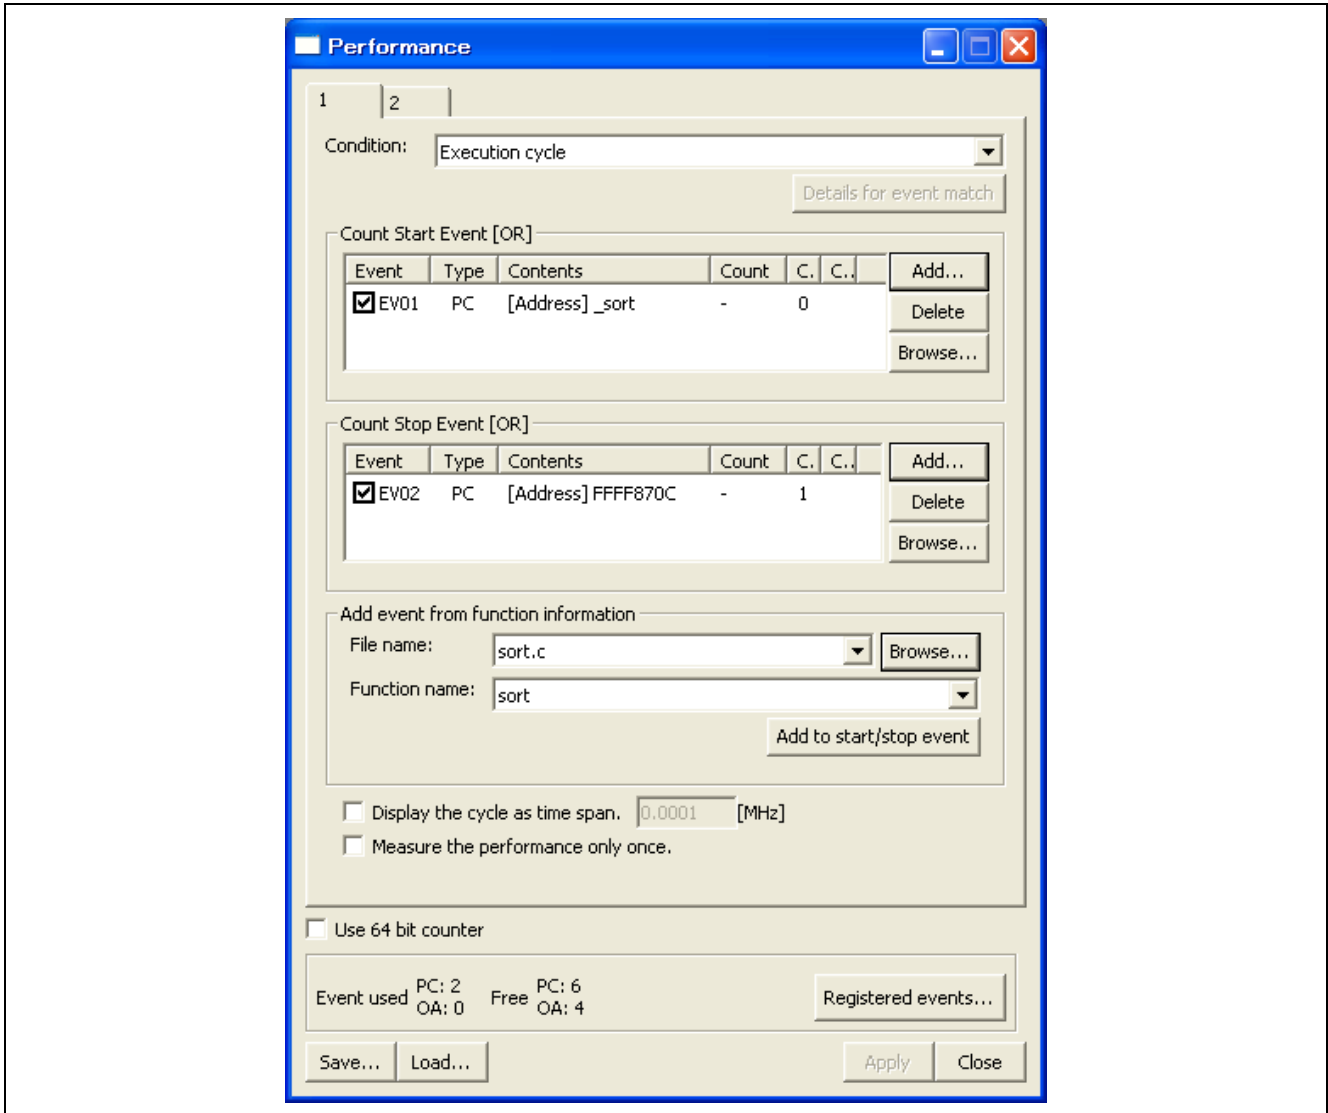 Performance
1 2
Condition: Execution cycle
Details for event match
Count Start Event [OR]
Event Type Contents Count C. C.. Add...
EV01 PC [Address] _sort - 0 Delete
Browse...
Count Stop Event [OR]
Event Type Contents Count C. C.. Add...
EV02 PC [Address] FFFF870C - 1 Delete
Browse...
Add event from function information
File name: sort.c Browse...
Function name: sort
Add to start/stop event
Display the cycle as time span. 0.0001 [MHz]
Measure the performance only once.
Use 64 bit counter
Event used PC: 2 Free PC: 6 Registered events...
OA: 0 OA: 4
Save... Load... Apply Close